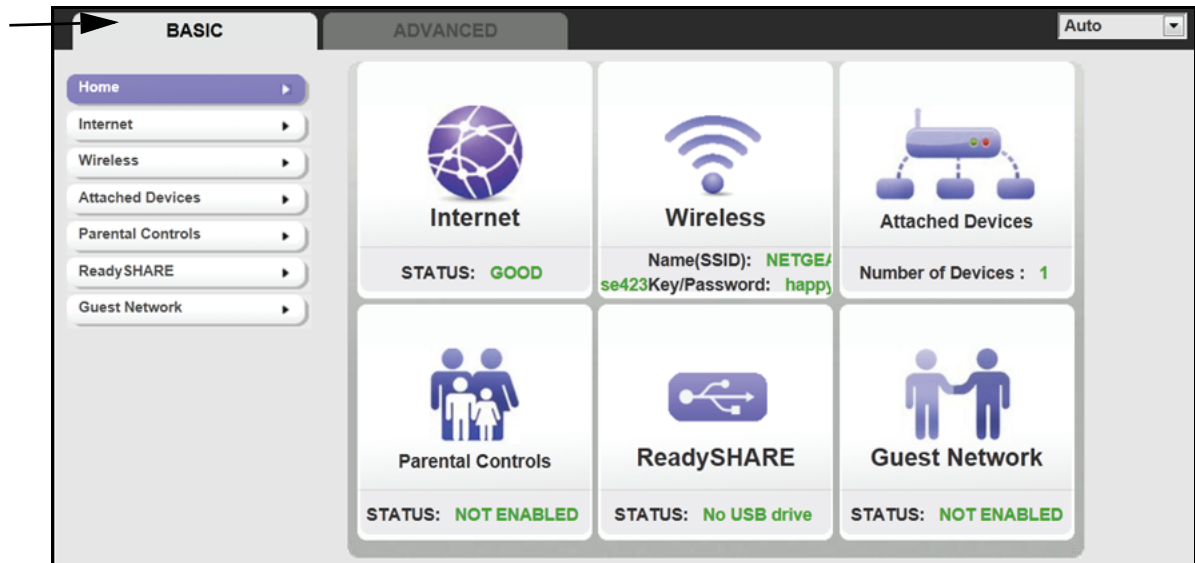 BASIC
ADVANCED
Auto
Home
Internet
Wireless
Attached Devices
Parental Controls
ReadySHARE
Guest Network
Internet
STATUS: GOOD
Wireless
Name(SSID): NETGEA
se423Key/Password: happy
Attached Devices
Number of Devices : 1
Parental Controls
STATUS: NOT ENABLED
ReadySHARE
STATUS: No USB drive
Guest Network
STATUS: NOT ENABLED